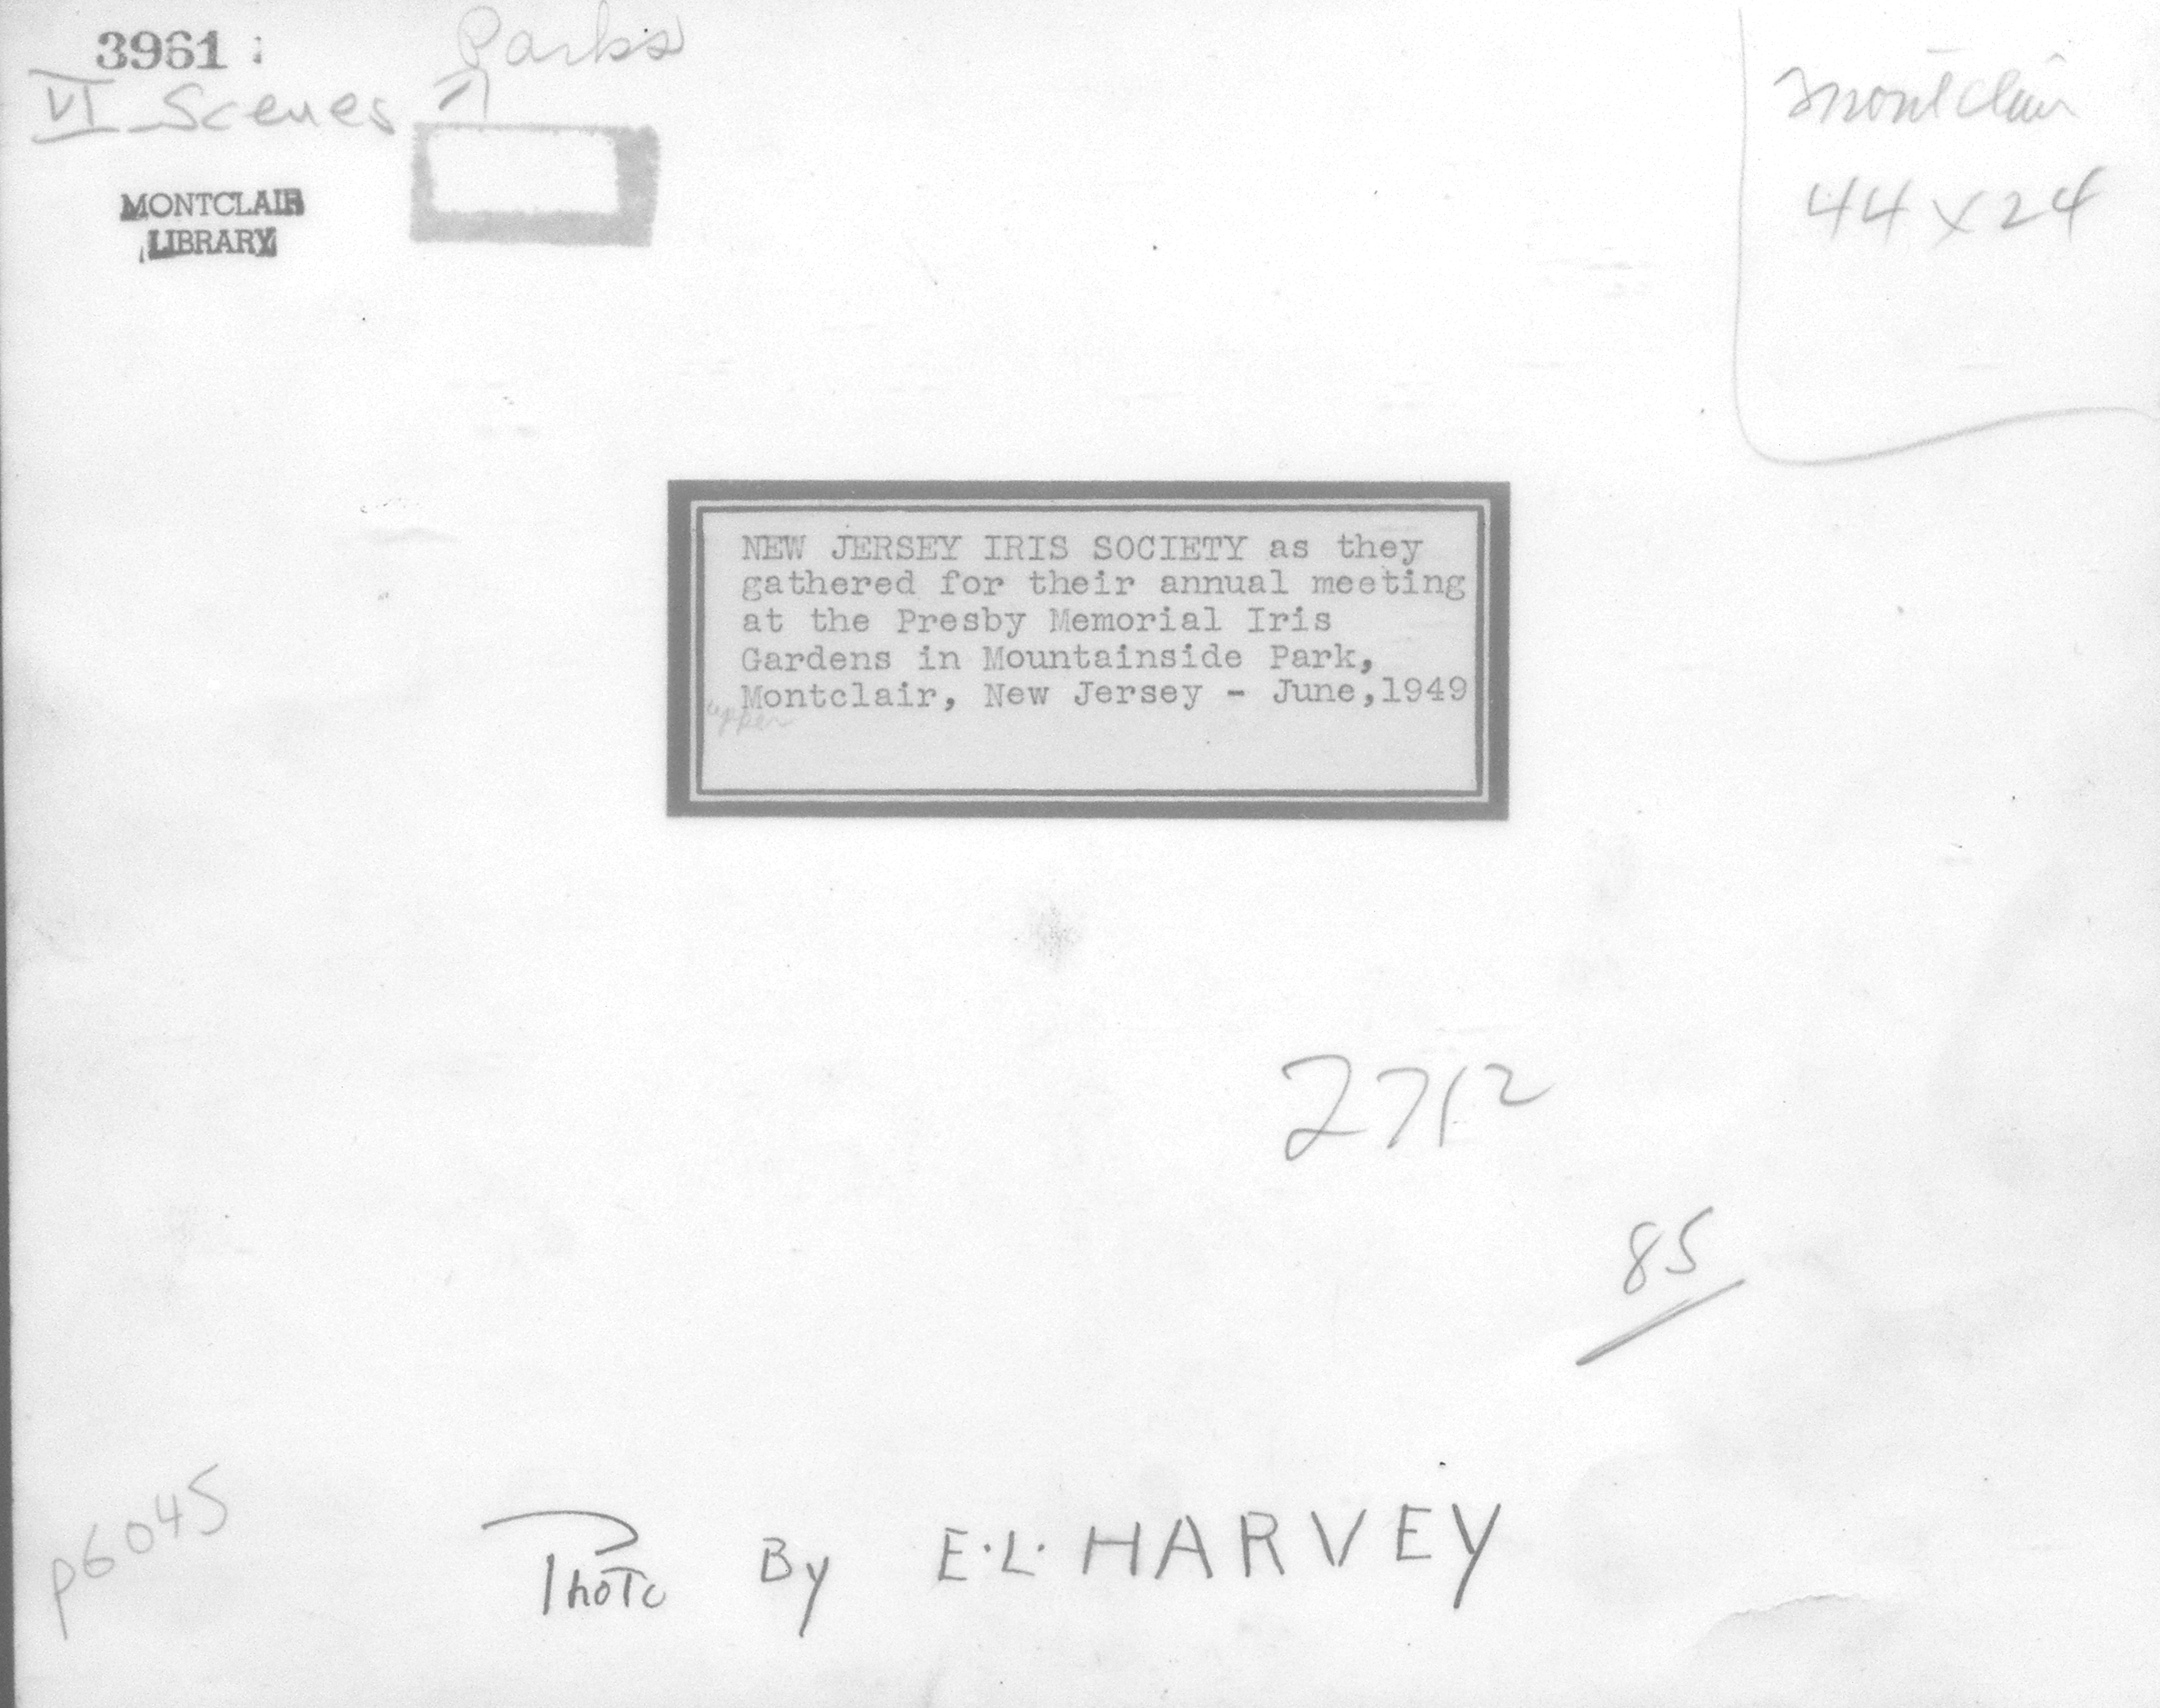 3961
Parks
VI Scenes
MONTCLAIR
LIBRARY
Montclair
44 x 24
NEW JERSEY IRIS SOCIETY as they
gathered for their annual meeting
at the Presby Memorial Iris
Gardens in Mountainside Park,
Montclair, New Jersey - June,1949
upper
2712
85
p6045
Photo By E.L. HARVEY